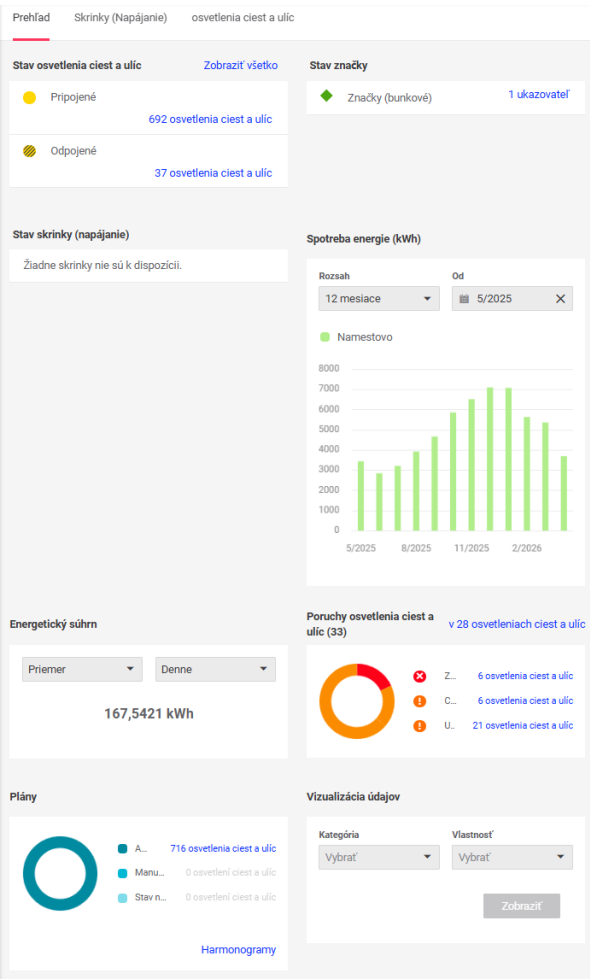 Prehľad Skrinky (Napájanie) osvetlenia ciest a ulíc
Stav osvetlenia ciest a ulíc Zobraziť všetko
Pripojené
692 osvetlenia ciest a ulíc
Odpojené
37 osvetlenia ciest a ulíc
Stav značky
Značky (bunkové) 1 ukazovateľ
Stav skrinky (napájanie)
Žiadne skrinky nie sú k dispozícii.
Spotreba energie (kWh)
Rozsah Od
12 mesiace 5/2025
Namestovo
8000
7000
6000
5000
4000
3000
2000
1000
0
5/2025 8/2025 11/2025 2/2026
Energetický súhrn
Priemer Denne
167,5421 kWh
Poruchy osvetlenia ciest a
ulíc (33)
v 28 osvetleniach ciest a ulíc
Z... 6 osvetlenia ciest a ulíc
C... 6 osvetlenia ciest a ulíc
U... 21 osvetlenia ciest a ulíc
Plány
A... 716 osvetlenia ciest a ulíc
Manu... 0 osvetlení ciest a ulíc
Stav n... 0 osvetlení ciest a ulíc
Harmonogramy
Vizualizácia údajov
Kategória Vlastnosť
Vybrať Vybrať
Zobraziť